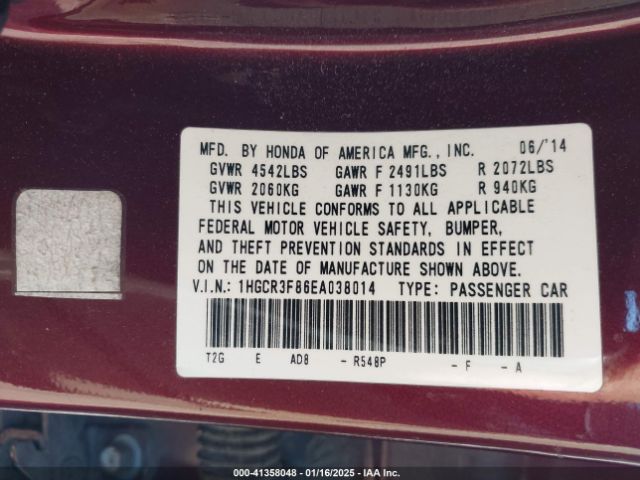 MFD. BY HONDA OF AMERICA MFG., INC. 06/'14
GVWR 4542LBS GAWR F 2491LBS R 2072LBS
GVWR 2060KG GAWR F 1130KG R 940KG
THIS VEHICLE CONFORMS TO ALL APPLICABLE
FEDERAL MOTOR VEHICLE SAFETY, BUMPER,
AND THEFT PREVENTION STANDARDS IN EFFECT
ON THE DATE OF MANUFACTURE SHOWN ABOVE.
V.I.N.: 1HGCR3F86EA038014 TYPE: PASSENGER CAR
T2G E AD8 - R548P - F - A
000-41358048 - 01/16/2025 - IAA Inc.